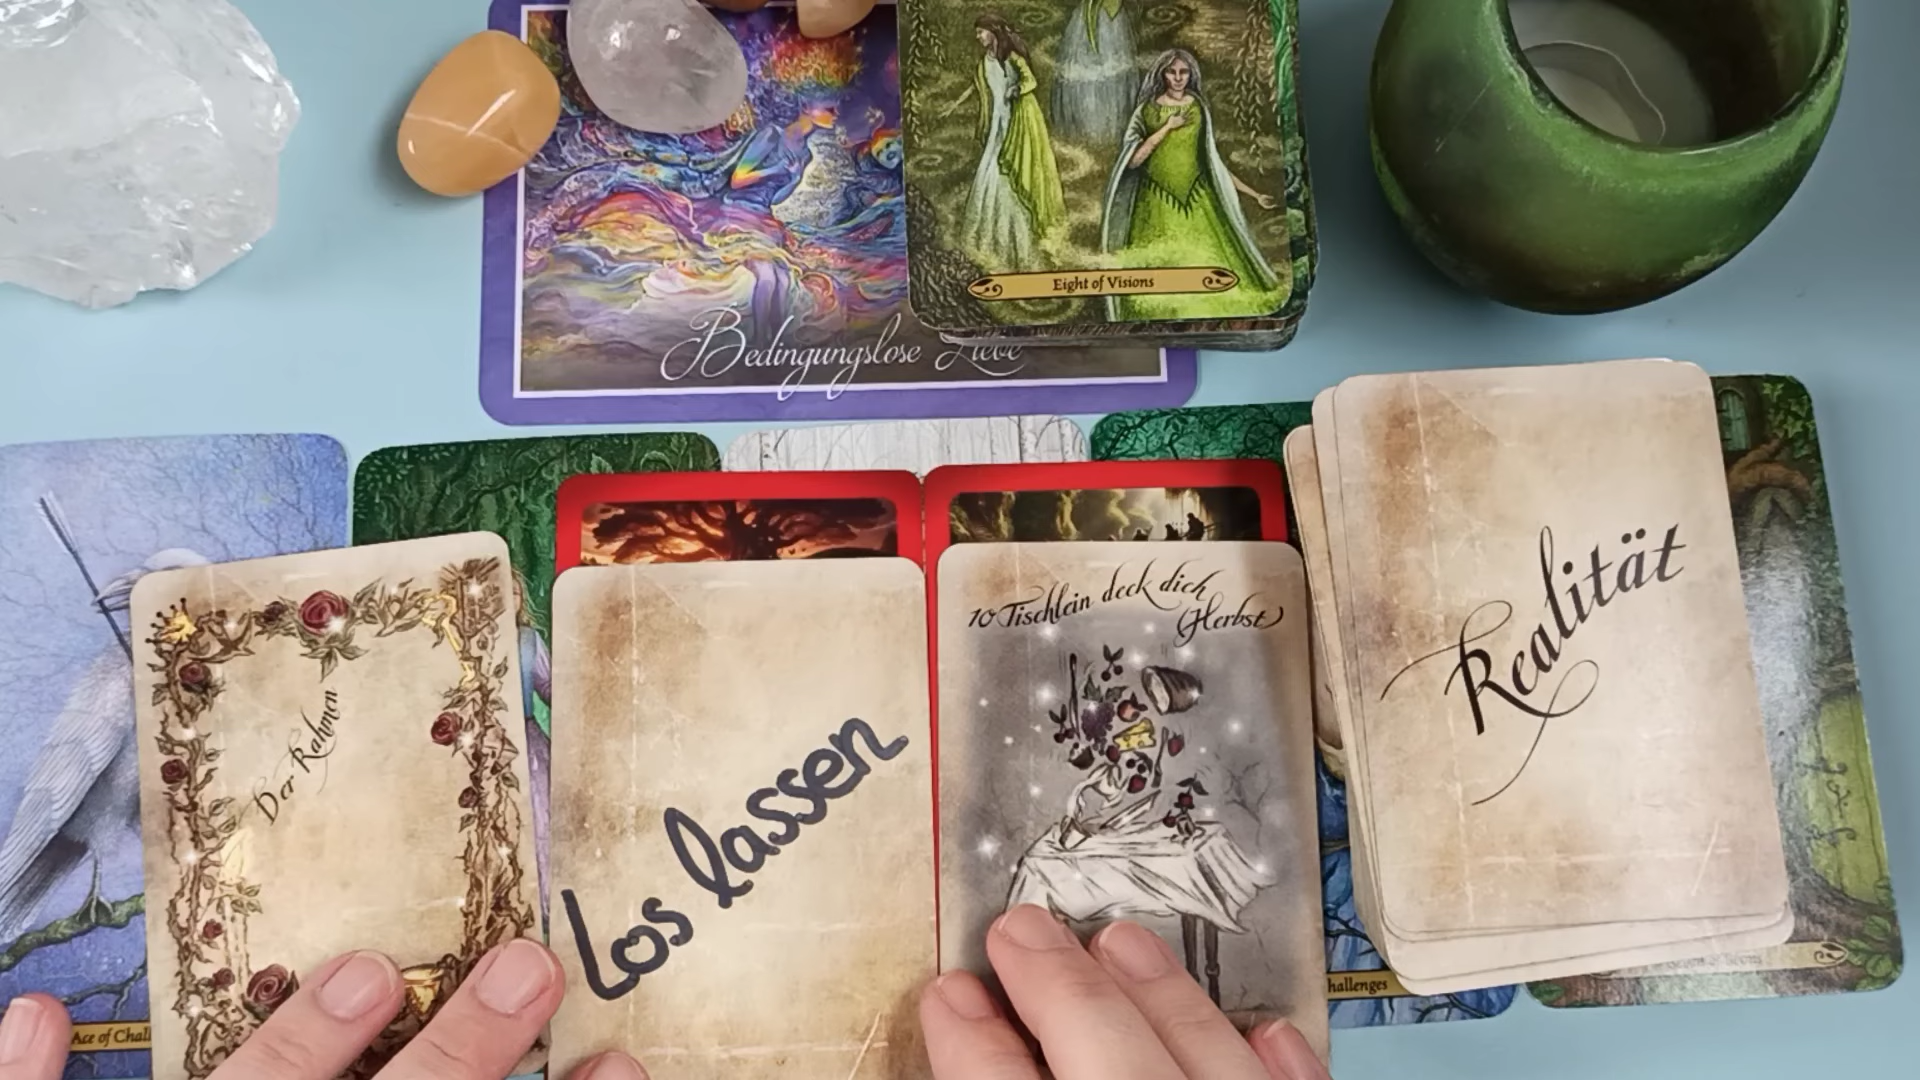 Eight of Visions
Bedingungslose Liebe
Der Rahmen
Los lassen
10 Tischlein deck dich
(Herbst)
Realität
Ace of Chall
hallenges